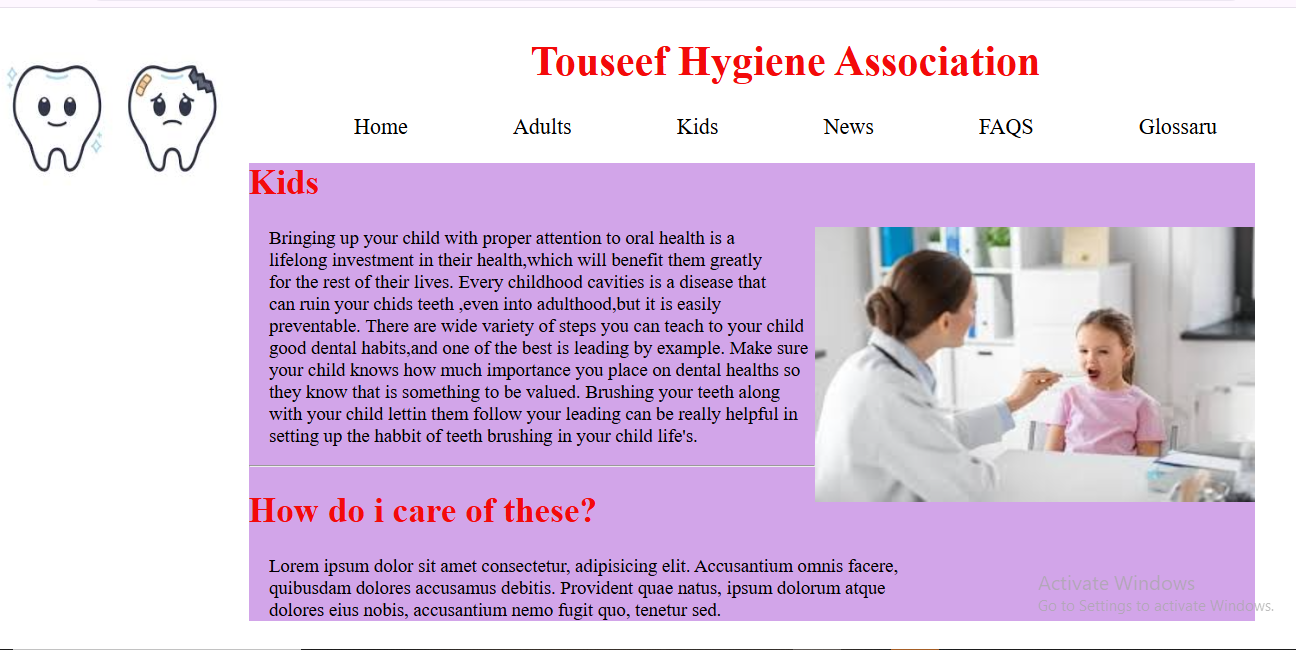 Touseef Hygiene Association
Home Adults Kids News FAQS Glossaru
Kids
Bringing up your child with proper attention to oral health is a
lifelong investment in their health,which will benefit them greatly
for the rest of their lives. Every childhood cavities is a disease that
can ruin your chids teeth ,even into adulthood,but it is easily
preventable. There are wide variety of steps you can teach to your child
good dental habits,and one of the best is leading by example. Make sure
your child knows how much importance you place on dental healths so
they know that is something to be valued. Brushing your teeth along
with your child lettin them follow your leading can be really helpful in
setting up the habbit of teeth brushing in your child life's.
How do i care of these?
Lorem ipsum dolor sit amet consectetur, adipisicing elit. Accusantium omnis facere,
quibusdam dolores accusamus debitis. Provident quae natus, ipsum dolorum atque
dolores eius nobis, accusantium nemo fugit quo, tenetur sed.
Activate Windows
Go to Settings to activate Windows.